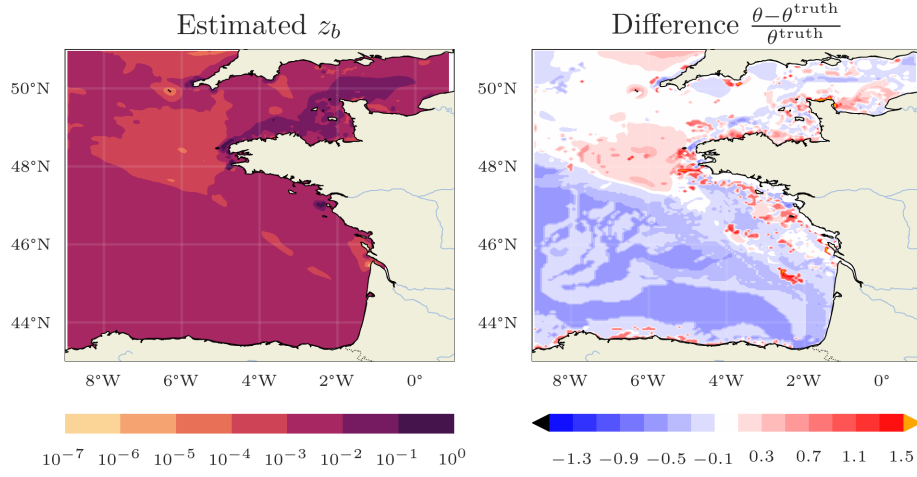 Estimated $z_b$
Difference $\frac{\theta-\theta^{\text{truth}}}{\theta^{\text{truth}}}$
50°N
48°N
46°N
44°N
8°W 6°W 4°W 2°W 0°
8°W 6°W 4°W 2°W 0°
10⁻⁷ 10⁻⁶ 10⁻⁵ 10⁻⁴ 10⁻³ 10⁻² 10⁻¹ 10⁰
−1.3 −0.9 −0.5 −0.1 0.3 0.7 1.1 1.5
50°N
48°N
46°N
44°N